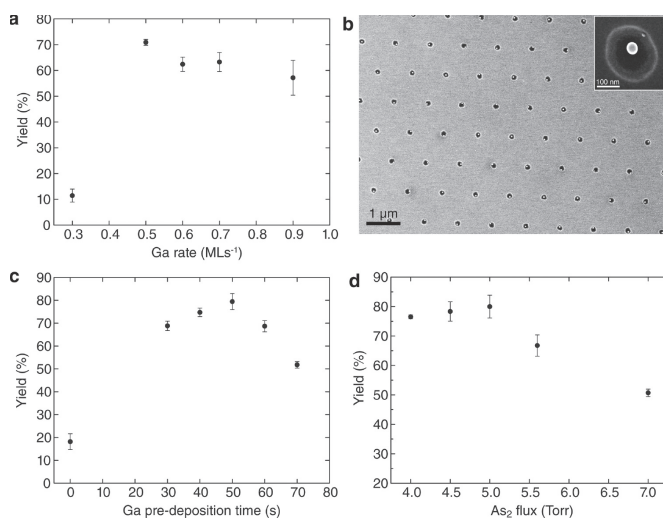 a
80
70
60
50
40
30
20
10
0
Yield (%)
0.3 0.4 0.5 0.6 0.7 0.8 0.9 1.0
Ga rate (MLs⁻¹)
b
100 nm
1 µm
c
90
80
70
60
50
40
30
20
10
0
Yield (%)
0 10 20 30 40 50 60 70 80
Ga pre-deposition time (s)
d
90
80
70
60
50
40
30
20
Yield (%)
4.0 4.5 5.0 5.5 6.0 6.5 7.0
As₂ flux (Torr)